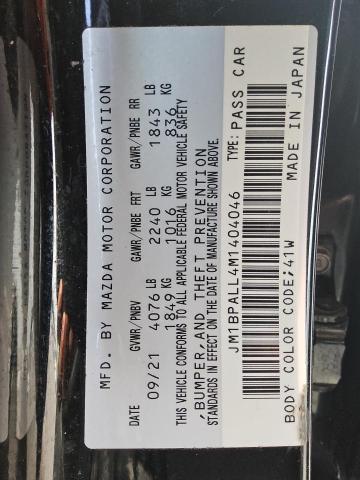 MFD. BY MAZDA MOTOR CORPORATION
DATE GVWR/PNBV GAWR/PNBE FRT GAWR/PNBE RR
09/21 4076 LB 2240 LB 1843 LB
1849 KG 1016 KG 836 KG
THIS VEHICLE CONFORMS TO ALL APPLICABLE FEDERAL MOTOR VEHICLE SAFETY
, BUMPER, AND THEFT PREVENTION
STANDARDS IN EFFECT ON THE DATE OF MANUFACTURE SHOWN ABOVE.
JM1BPALL4M1404046 TYPE: PASS CAR
BODY COLOR CODE;41W MADE IN JAPAN